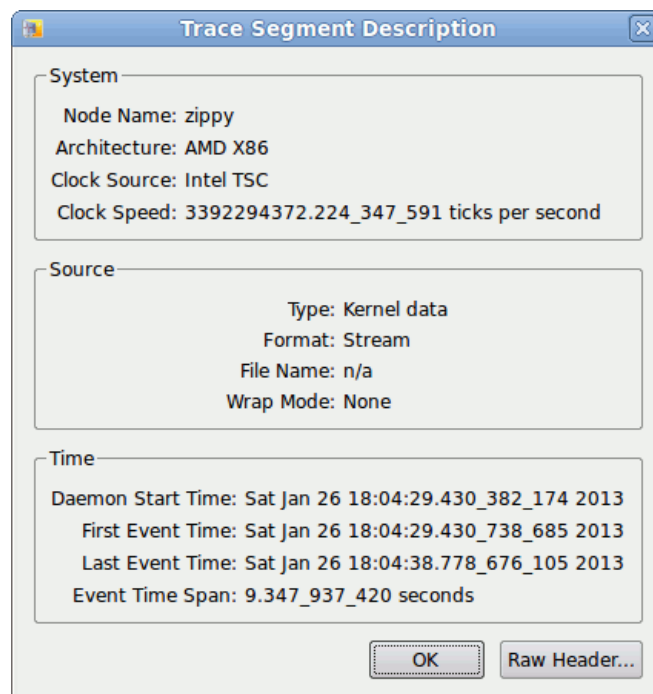 Trace Segment Description
System
Node Name: zippy
Architecture: AMD X86
Clock Source: Intel TSC
Clock Speed: 3392294372.224_347_591 ticks per second
Source
Type: Kernel data
Format: Stream
File Name: n/a
Wrap Mode: None
Time
Daemon Start Time: Sat Jan 26 18:04:29.430_382_174 2013
First Event Time: Sat Jan 26 18:04:29.430_738_685 2013
Last Event Time: Sat Jan 26 18:04:38.778_676_105 2013
Event Time Span: 9.347_937_420 seconds
OK Raw Header...